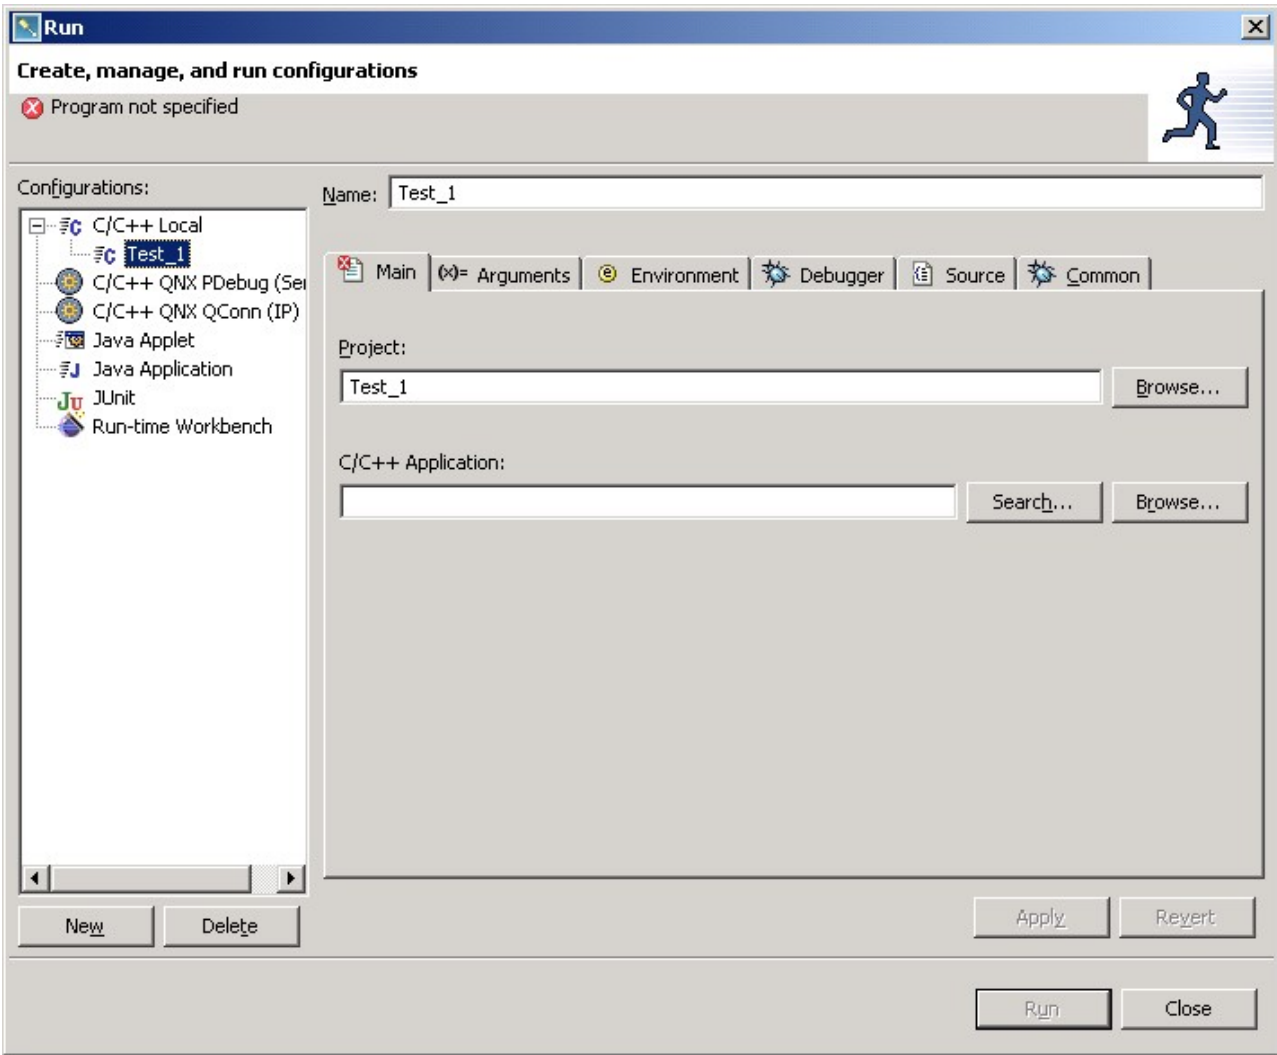 Run
Create, manage, and run configurations
Program not specified
Configurations:
C/C++ Local
Test_1
C/C++ QNX PDebug (Ser
C/C++ QNX QConn (IP)
Java Applet
Java Application
JUnit
Run-time Workbench
New
Delete
Name: Test_1
Main (x)= Arguments Environment Debugger Source Common
Project:
Test_1 Browse...
C/C++ Application:
Search... Browse...
Apply Revert
Run Close